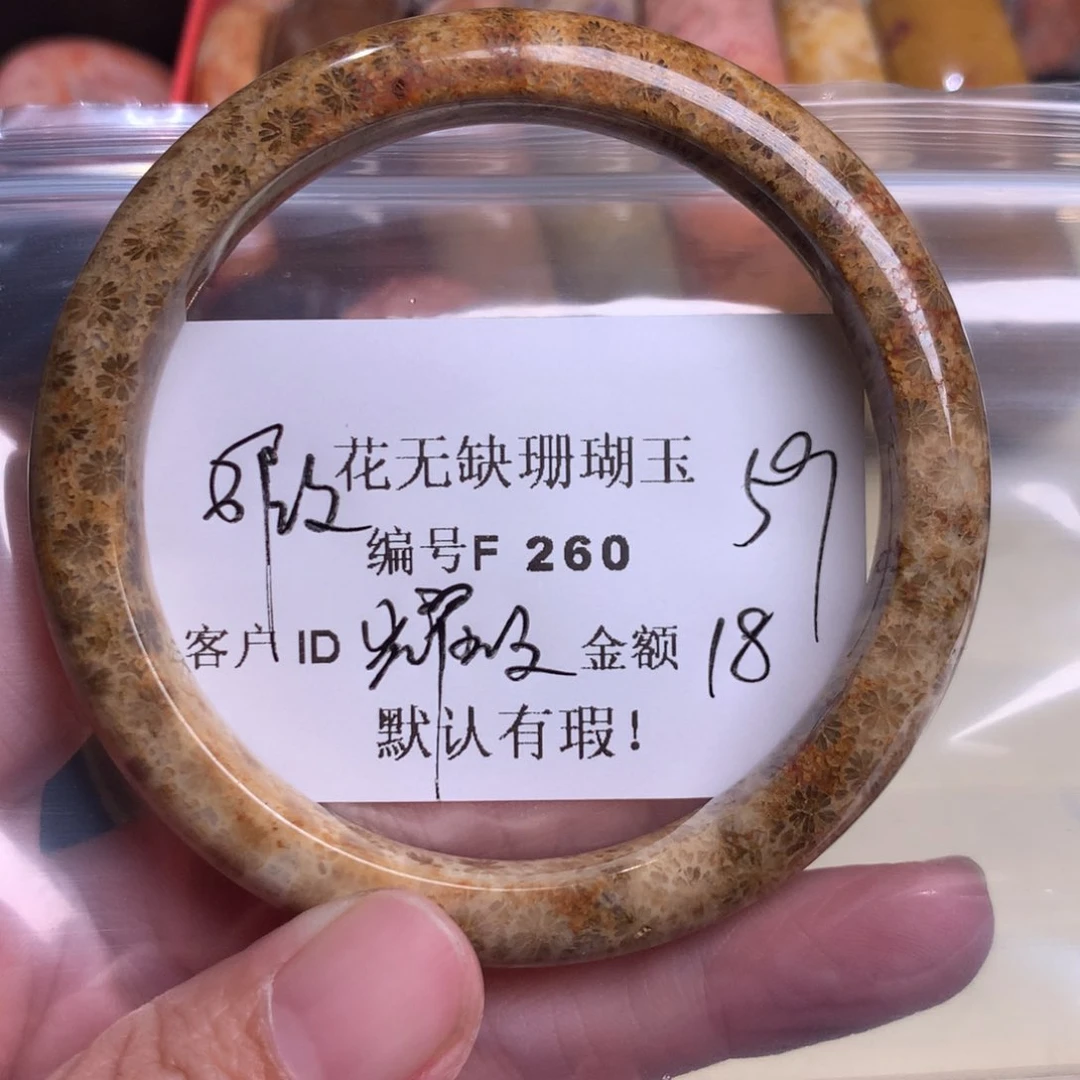 花无缺珊瑚玉 59
编号F 260
客户ID 金额 18
默认有瑕!